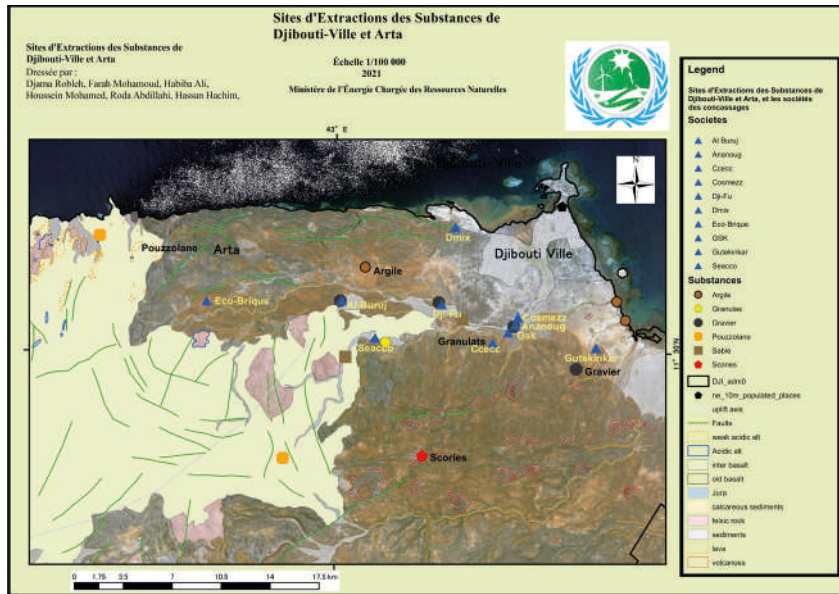 Sites d'Extractions des Substances de
Djibouti-Ville et Arta
Sites d'Extractions des Substances de
Djibouti-Ville et Arta
Dressée par :
Djama Robleh, Farah Mohamoud, Habiba Ali,
Houssein Mohamed, Roda Abdillahi, Hassan Hachim,
Échelle 1/100 000
2021
Ministère de l'Énergie Chargée des Ressources Naturelles
43° E
N
Djibouti-Ville
Pouzzolane
Arta
Dmix
Djibouti Ville
Argile
Eco-Brique
Al Buruj
Dji-Fu
Cosmezz
Ananoug
Gsk
Seacco
Granulats
Ccecc
Gutekinkar
Gravier
11° 30'N
Scories
0 1.75 3.5 7 10.5 14 17.5 km
Legend
Sites d'Extractions des Substances de
Djibouti-Ville et Arta, et les sociétés
des concassages
Societes
Al Buruj
Ananoug
Ccecc
Cosmezz
Dji-Fu
Dmix
Eco-Brique
GSK
Gutekinkar
Seacco
Substances
Argile
Granulas
Gravier
Pouzzolane
Sable
Scories
DJI_adm0
ne_10m_populated_places
uplift axis
Faults
weak acidic alt
Acidic alt
inter basalt
old basalt
Jura
calcareous sediments
felsic rock
sediments
lava
volcanoss